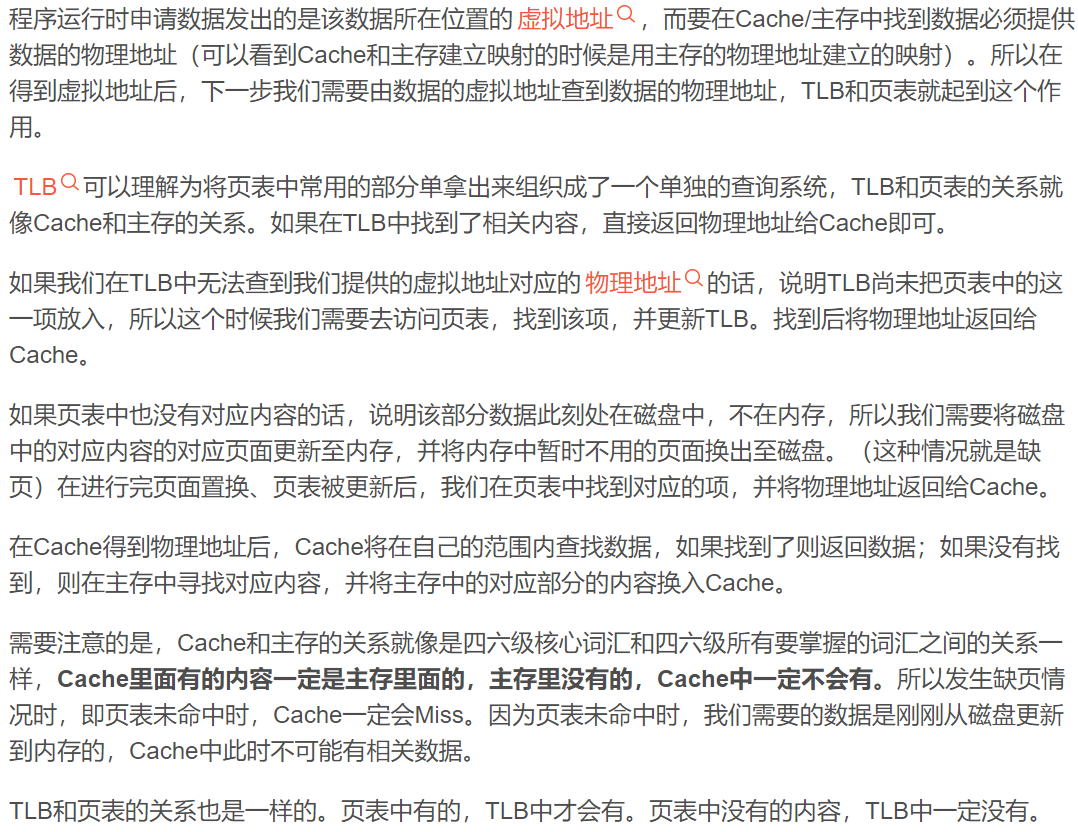 程序运行时申请数据发出的是该数据所在位置的 虚拟地址 ，而要在Cache/主存中找到数据必须提供
数据的物理地址（可以看到Cache和主存建立映射的时候是用主存的物理地址建立的映射）。所以在
得到虚拟地址后，下一步我们需要由数据的虚拟地址查到数据的物理地址，TLB和页表就起到这个作
用。
TLB 可以理解为将页表中常用的部分单拿出来组织成了一个单独的查询系统，TLB和页表的关系就
像Cache和主存的关系。如果在TLB中找到了相关内容，直接返回物理地址给Cache即可。
如果我们在TLB中无法查到我们提供的虚拟地址对应的 物理地址 的话，说明TLB尚未把页表中的这
一项放入，所以这个时候我们需要去访问页表，找到该项，并更新TLB。找到后将物理地址返回给
Cache。
如果页表中也没有对应内容的话，说明该部分数据此刻处在磁盘中，不在内存，所以我们需要将磁盘
中的对应内容的对应页面更新至内存，并将内存中暂时不用的页面换出至磁盘。（这种情况就是缺
页）在进行完页面置换、页表被更新后，我们在页表中找到对应的项，并将物理地址返回给Cache。
在Cache得到物理地址后，Cache将在自己的范围内查找数据，如果找到了则返回数据；如果没有找
到，则在主存中寻找对应内容，并将主存中的对应部分的内容换入Cache。
需要注意的是，Cache和主存的关系就像是四六级核心词汇和四六级所有要掌握的词汇之间的关系一
样，Cache里面有的内容一定是主存里面的，主存里没有的，Cache中一定不会有。所以发生缺页情
况时，即页表未命中时，Cache一定会Miss。因为页表未命中时，我们需要的数据是刚刚从磁盘更新
到内存的，Cache中此时不可能有相关数据。
TLB和页表的关系也是一样的。页表中有的，TLB中才会有。页表中没有的内容，TLB中一定没有。